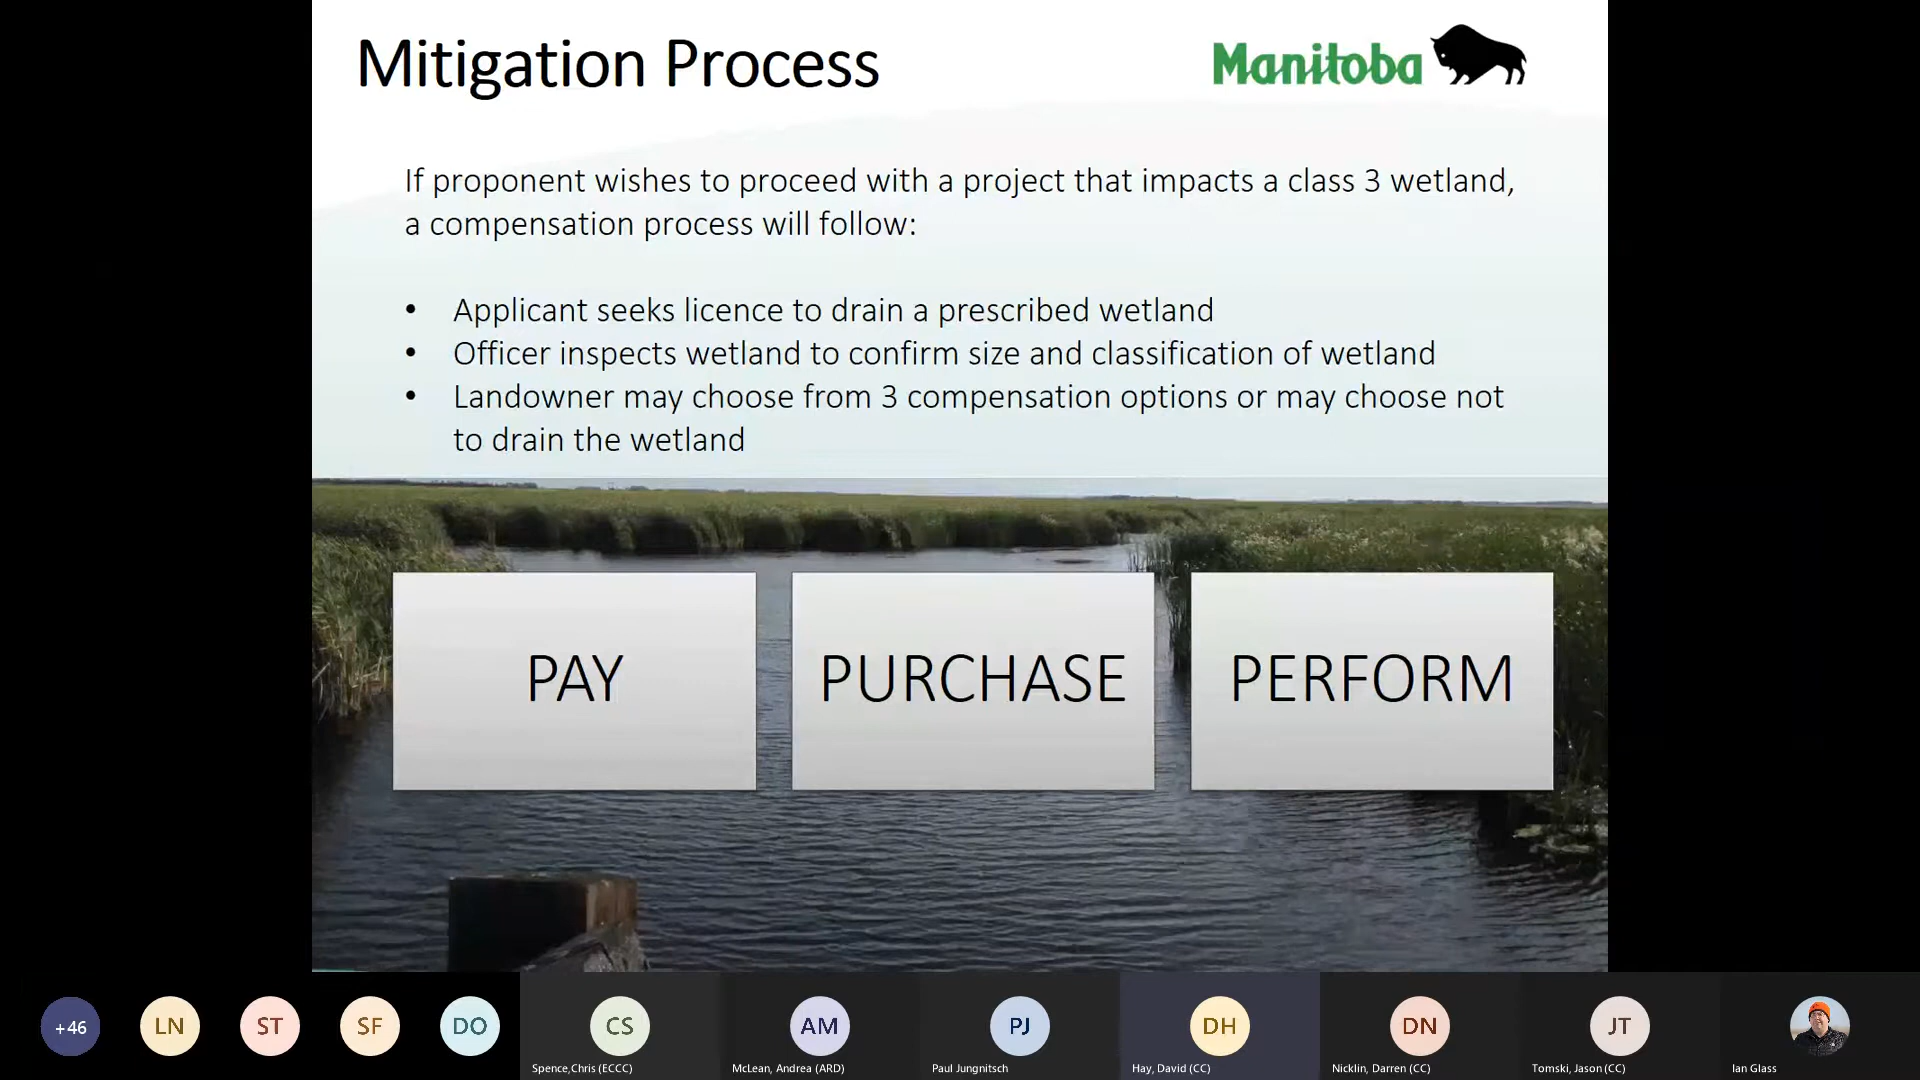 Mitigation Process
Manitoba
If proponent wishes to proceed with a project that impacts a class 3 wetland,
a compensation process will follow:
• Applicant seeks licence to drain a prescribed wetland
• Officer inspects wetland to confirm size and classification of wetland
• Landowner may choose from 3 compensation options or may choose not
to drain the wetland
PAY
PURCHASE
PERFORM
+46
LN
ST
SF
DO
CS
AM
PJ
DH
DN
JT
Spence,Chris (ECCC)
McLean, Andrea (ARD)
Paul Jungnitsch
Hay, David (CC)
Nicklin, Darren (CC)
Tomski, Jason (CC)
Ian Glass